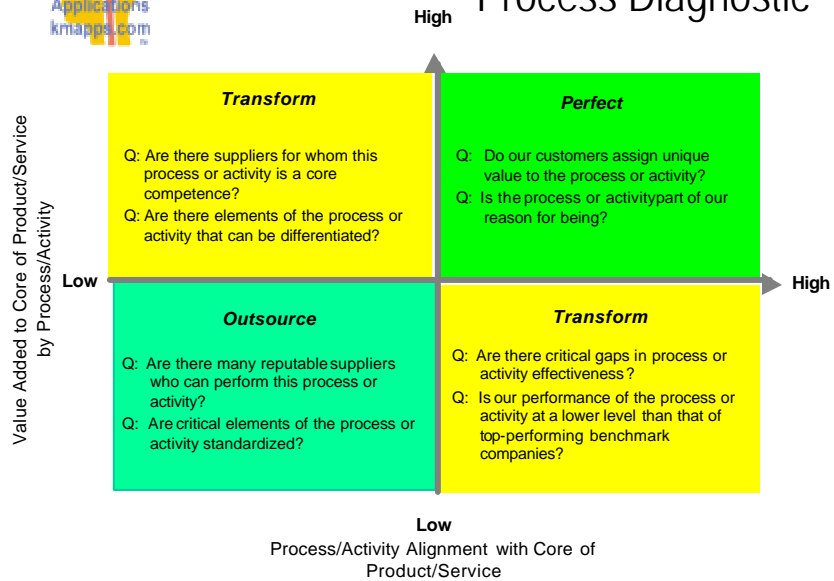 Applications
kmapps.com
Process Diagnostic
High
Transform
Q: Are there suppliers for whom this
process or activity is a core
competence?
Q: Are there elements of the process or
activity that can be differentiated?
Perfect
Q: Do our customers assign unique
value to the process or activity?
Q: Is the process or activitypart of our
reason for being?
Value Added to Core of Product/Service
by Process/Activity
Low
High
Outsource
Q: Are there many reputable suppliers
who can perform this process or
activity?
Q: Are critical elements of the process or
activity standardized?
Transform
Q: Are there critical gaps in process or
activity effectiveness?
Q: Is our performance of the process or
activity at a lower level than that of
top-performing benchmark
companies?
Low
Process/Activity Alignment with Core of
Product/Service